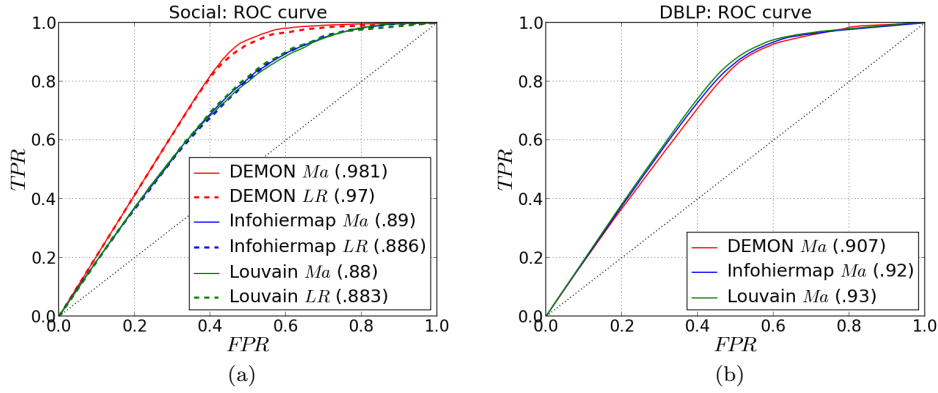 Social: ROC curve
1.0
0.8
0.6
0.4
0.2
0.0
TPR
DEMON Ma (.981)
DEMON LR (.97)
Infohiermap Ma (.89)
Infohiermap LR (.886)
Louvain Ma (.88)
Louvain LR (.883)
0.0 0.2 0.4 0.6 0.8 1.0
FPR
(a)
DBLP: ROC curve
1.0
0.8
0.6
0.4
0.2
0.0
TPR
DEMON Ma (.907)
Infohiermap Ma (.92)
Louvain Ma (.93)
0.0 0.2 0.4 0.6 0.8 1.0
FPR
(b)